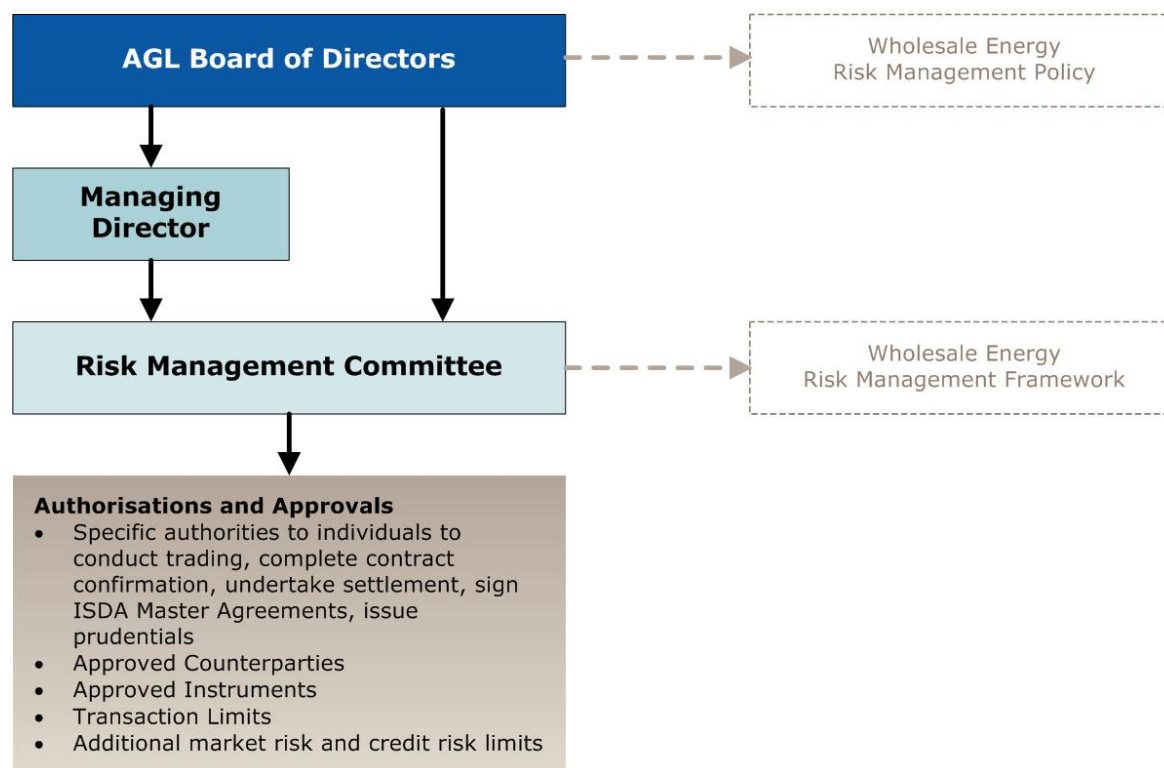 AGL Board of Directors
Wholesale Energy
Risk Management Policy
Managing
Director
Risk Management Committee
Wholesale Energy
Risk Management Framework
Authorisations and Approvals
• Specific authorities to individuals to
conduct trading, complete contract
confirmation, undertake settlement, sign
ISDA Master Agreements, issue
prudentials
• Approved Counterparties
• Approved Instruments
• Transaction Limits
• Additional market risk and credit risk limits